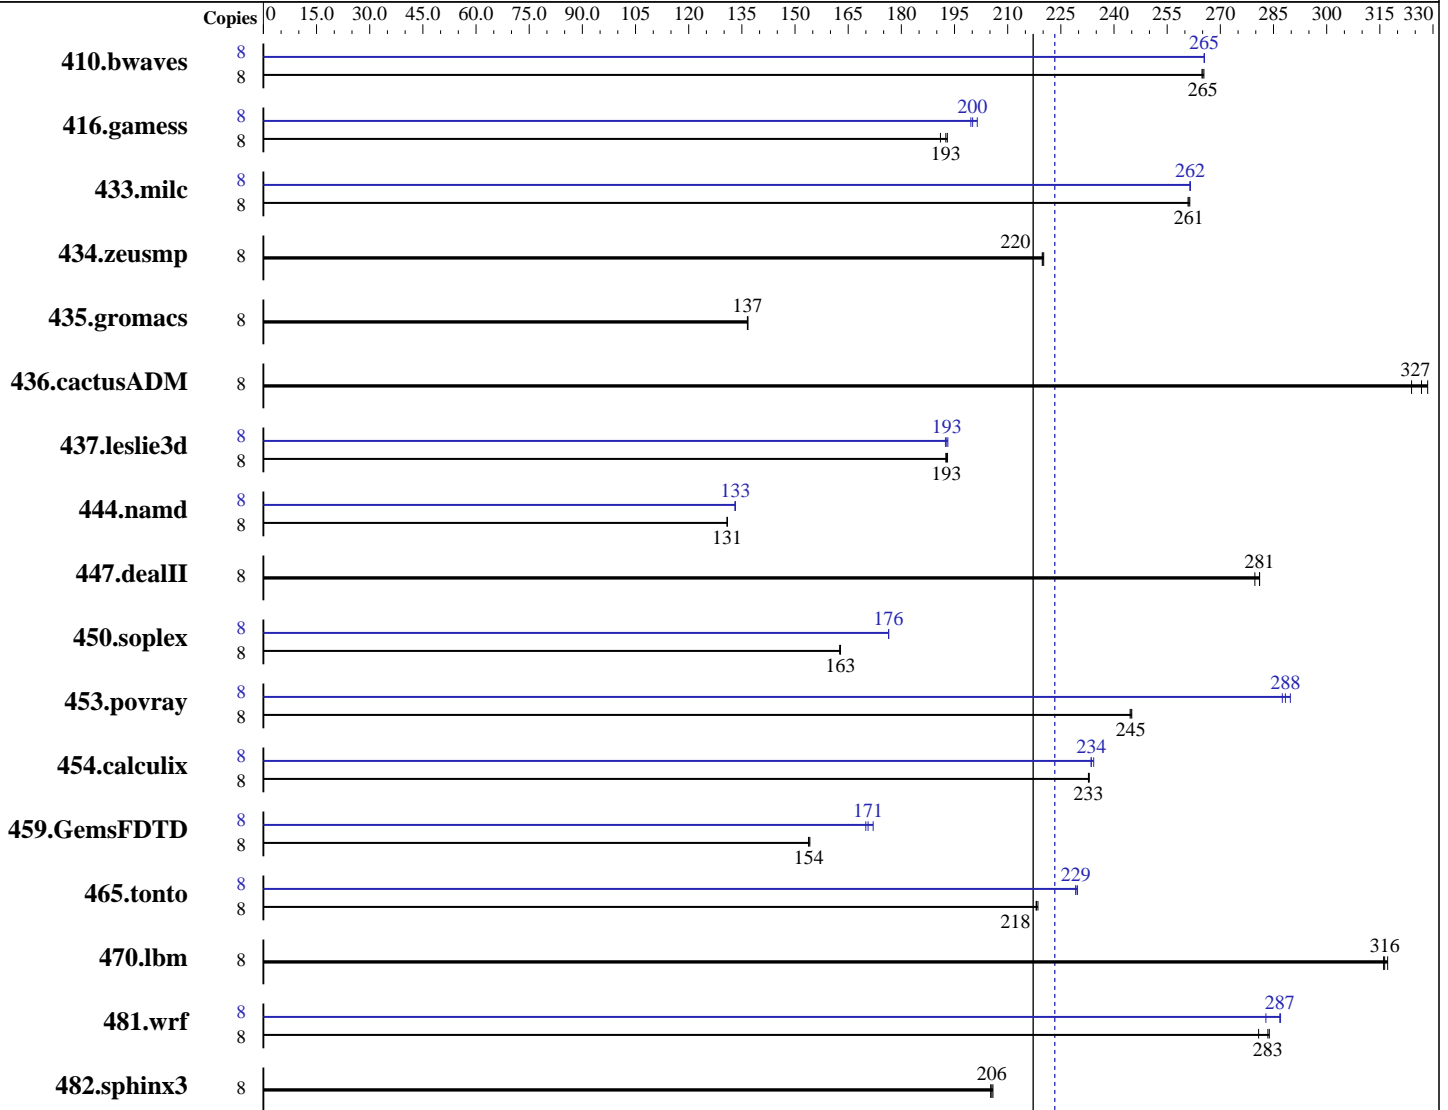 Copies 0 15.0 30.0 45.0 60.0 75.0 90.0 105 120 135 150 165 180 195 210 225 240 255 270 285 300 315 330
410.bwaves 8 265
8 265
416.gamess 8 200
8 193
433.milc 8 262
8 261
434.zeusmp 8 220
435.gromacs 8 137
436.cactusADM 8 327
437.leslie3d 8 193
8 193
444.namd 8 133
8 131
447.dealII 8 281
450.soplex 8 176
8 163
453.povray 8 288
8 245
454.calculix 8 234
8 233
459.GemsFDTD 8 171
8 154
465.tonto 8 229
8 218
470.lbm 8 316
481.wrf 8 287
8 283
482.sphinx3 8 206